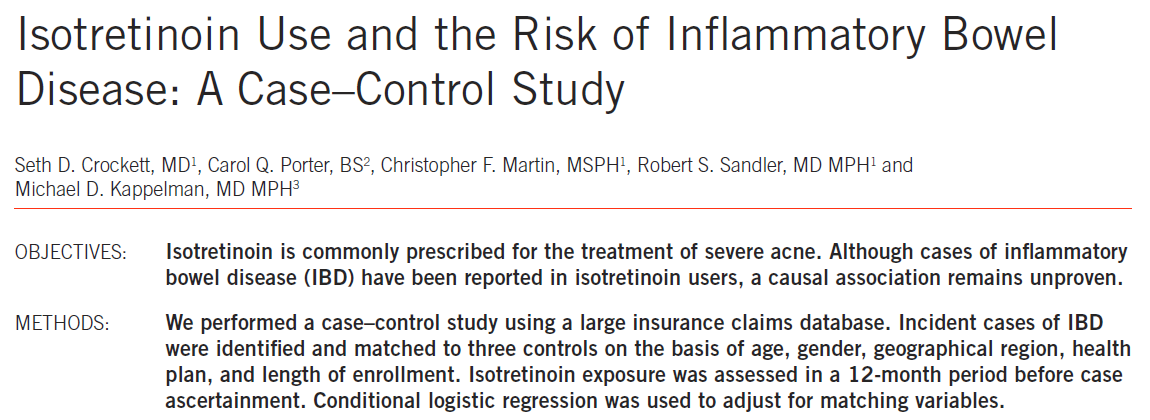 Isotretinoin Use and the Risk of Inflammatory Bowel
Disease: A Case–Control Study
Seth D. Crockett, MD¹, Carol Q. Porter, BS², Christopher F. Martin, MSPH¹, Robert S. Sandler, MD MPH¹ and
Michael D. Kappelman, MD MPH³
OBJECTIVES: Isotretinoin is commonly prescribed for the treatment of severe acne. Although cases of inflammatory
bowel disease (IBD) have been reported in isotretinoin users, a causal association remains unproven.
METHODS: We performed a case–control study using a large insurance claims database. Incident cases of IBD
were identified and matched to three controls on the basis of age, gender, geographical region, health
plan, and length of enrollment. Isotretinoin exposure was assessed in a 12-month period before case
ascertainment. Conditional logistic regression was used to adjust for matching variables.